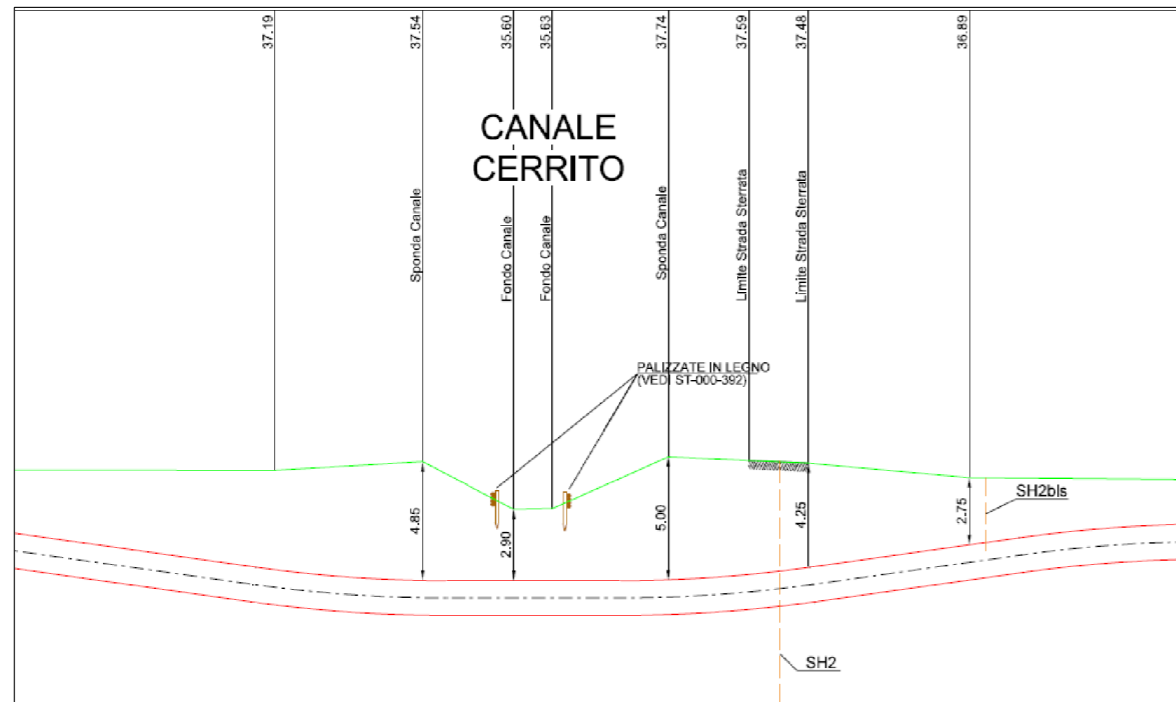 37.19
37.54
35.60
35.63
37.74
37.59
37.48
36.89
CANALE
CERRITO
Sponda Canale
Fondo Canale
Fondo Canale
Sponda Canale
Limite Strada Sterrata
Limite Strada Sterrata
PALIZZATE IN LEGNO
(VEDI ST-000-392)
4.85
2.90
5.00
4.25
2.75
SH2bis
SH2